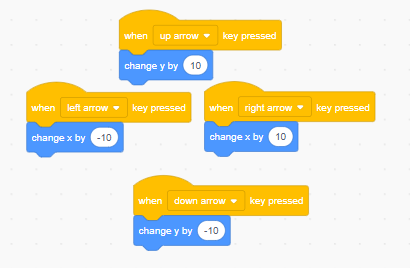 when up arrow key pressed
change y by 10
when left arrow key pressed
change x by -10
when right arrow key pressed
change x by 10
when down arrow key pressed
change y by -10